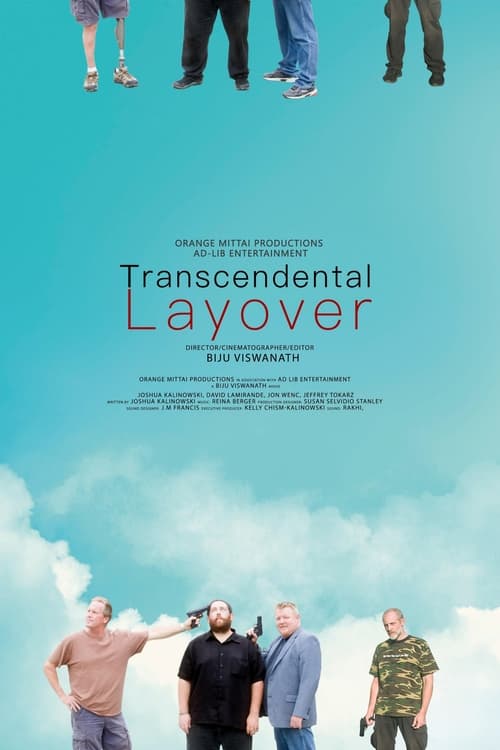 ORANGE MITTAI PRODUCTIONS
AD-LIB ENTERTAINMENT
Transcendental
Layover
DIRECTOR/CINEMATOGRAPHER/EDITOR
BIJU VISWANATH
ORANGE MITTAI PRODUCTIONS IN ASSOCIATION WITH AD LIB ENTERTAINMENT
A BIJU VISWANATH MOVIE
JOSHUA KALINOWSKI, DAVID LAMIRANDE, JON WENC, JEFFREY TOKARZ
WRITTEN BY JOSHUA KALINOWSKI MUSIC: REINA BERGER PRODUCTION DESIGNER: SUSAN SELVIDIO STANLEY
SOUND DESIGNER: J.M FRANCIS EXECUTIVE PRODUCER: KELLY CHISM-KALINOWSKI SOUND: RAKHI,